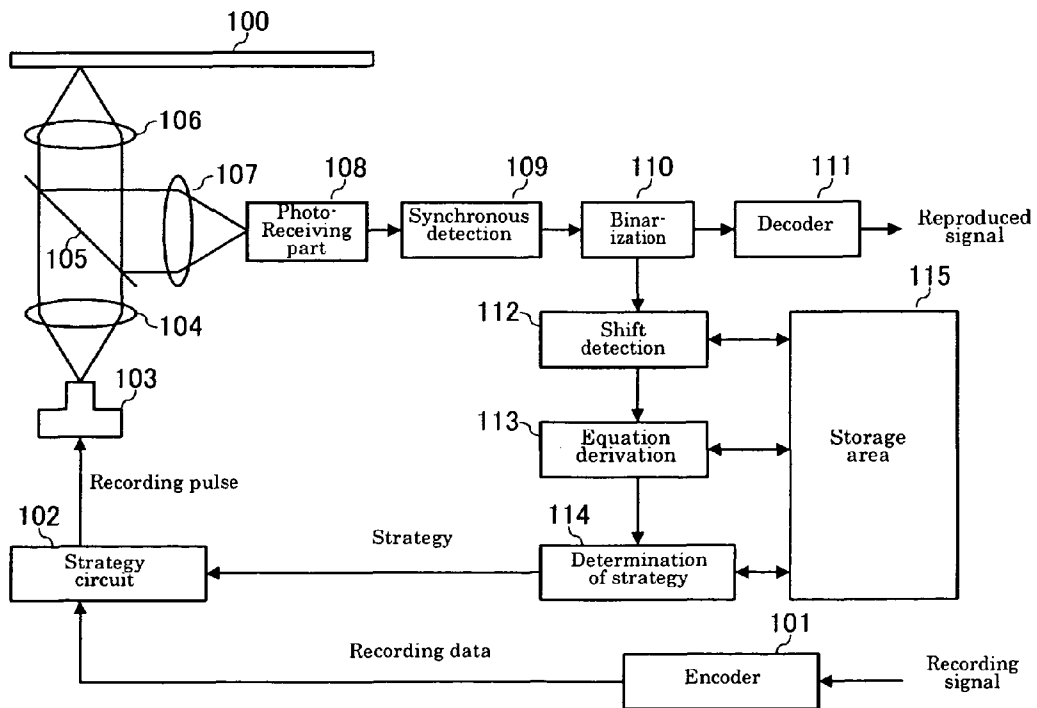 100
106
107
108
109
110
111
Photo-
Receiving
part
Synchronous
detection
Binar-
ization
Decoder
Reproduced
signal
105
104
112
Shift
detection
115
103
113
Equation
derivation
Storage
area
Recording pulse
102
114
Strategy
circuit
Strategy
Determination
of strategy
101
Recording data
Encoder
Recording
signal